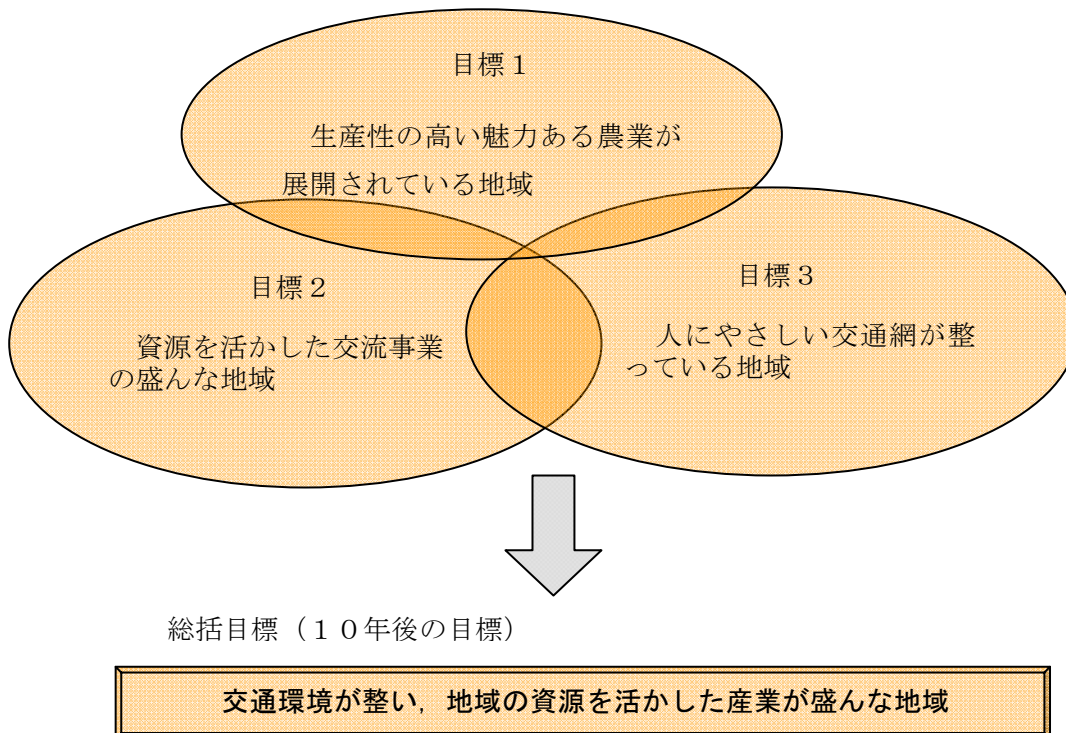 目標１
生産性の高い魅力ある農業が
展開されている地域
目標２
資源を活かした交流事業
の盛んな地域
目標３
人にやさしい交通網が整
っている地域
総括目標（１０年後の目標）
交通環境が整い，地域の資源を活かした産業が盛んな地域